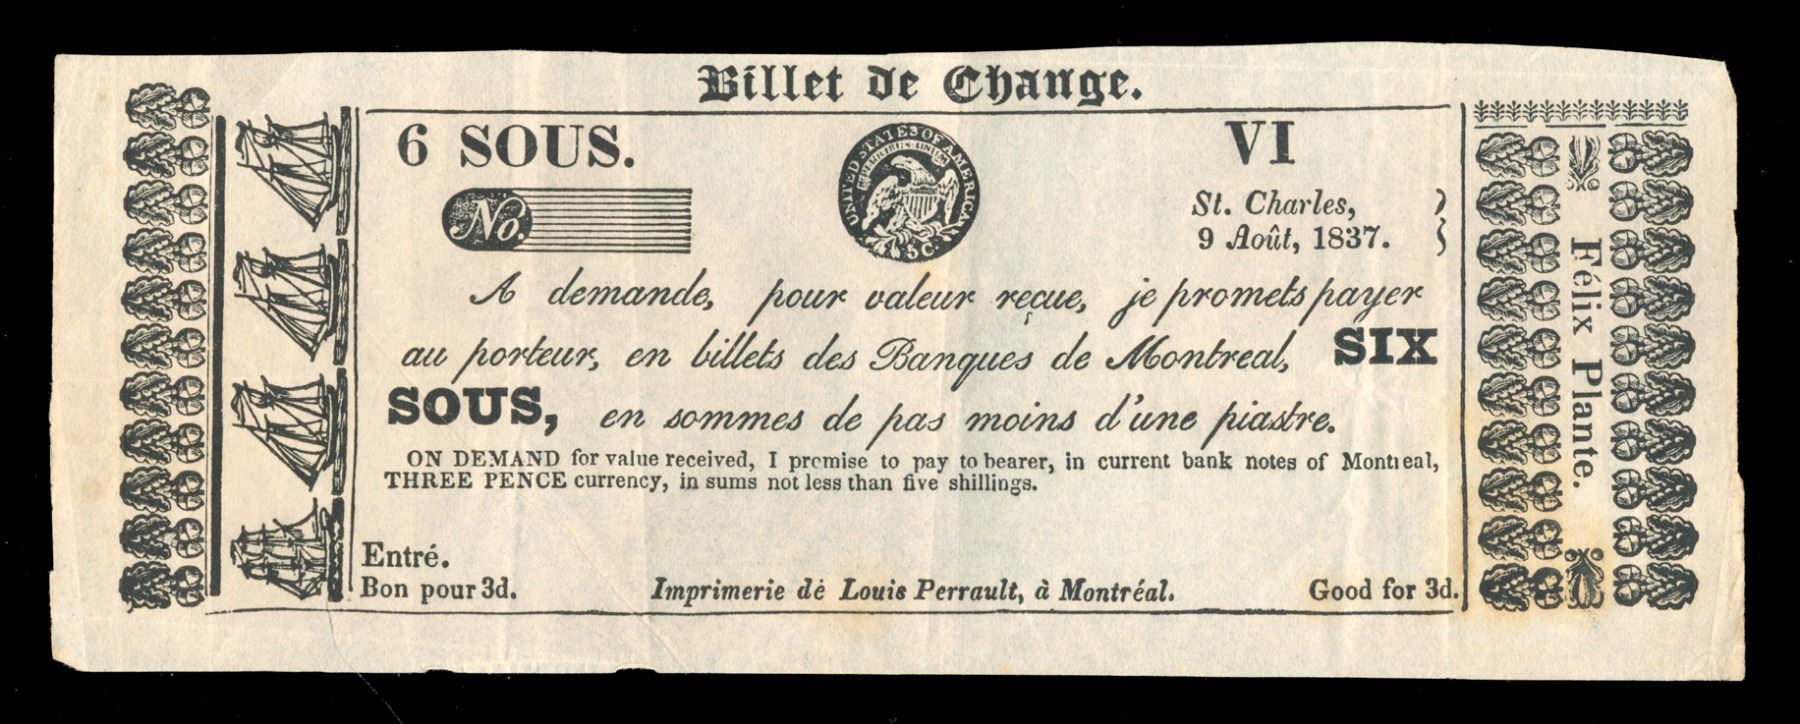 Billet de Change.
6 SOUS.
VI
UNITED STATES OF AMERICA
E PLURIBUS UNUM
5 C.
No.
St. Charles,
9 Août, 1837.
A demande, pour valeur reçue, je promets payer
au porteur, en billets des Banques de Montreal, SIX
SOUS, en sommes de pas moins d'une piastre.
ON DEMAND for value received, I promise to pay to bearer, in current bank notes of Montreal,
THREE PENCE currency, in sums not less than five shillings.
Entré.
Bon pour 3d.
Imprimerie de Louis Perrault, à Montréal.
Good for 3d.
Félix Plante.